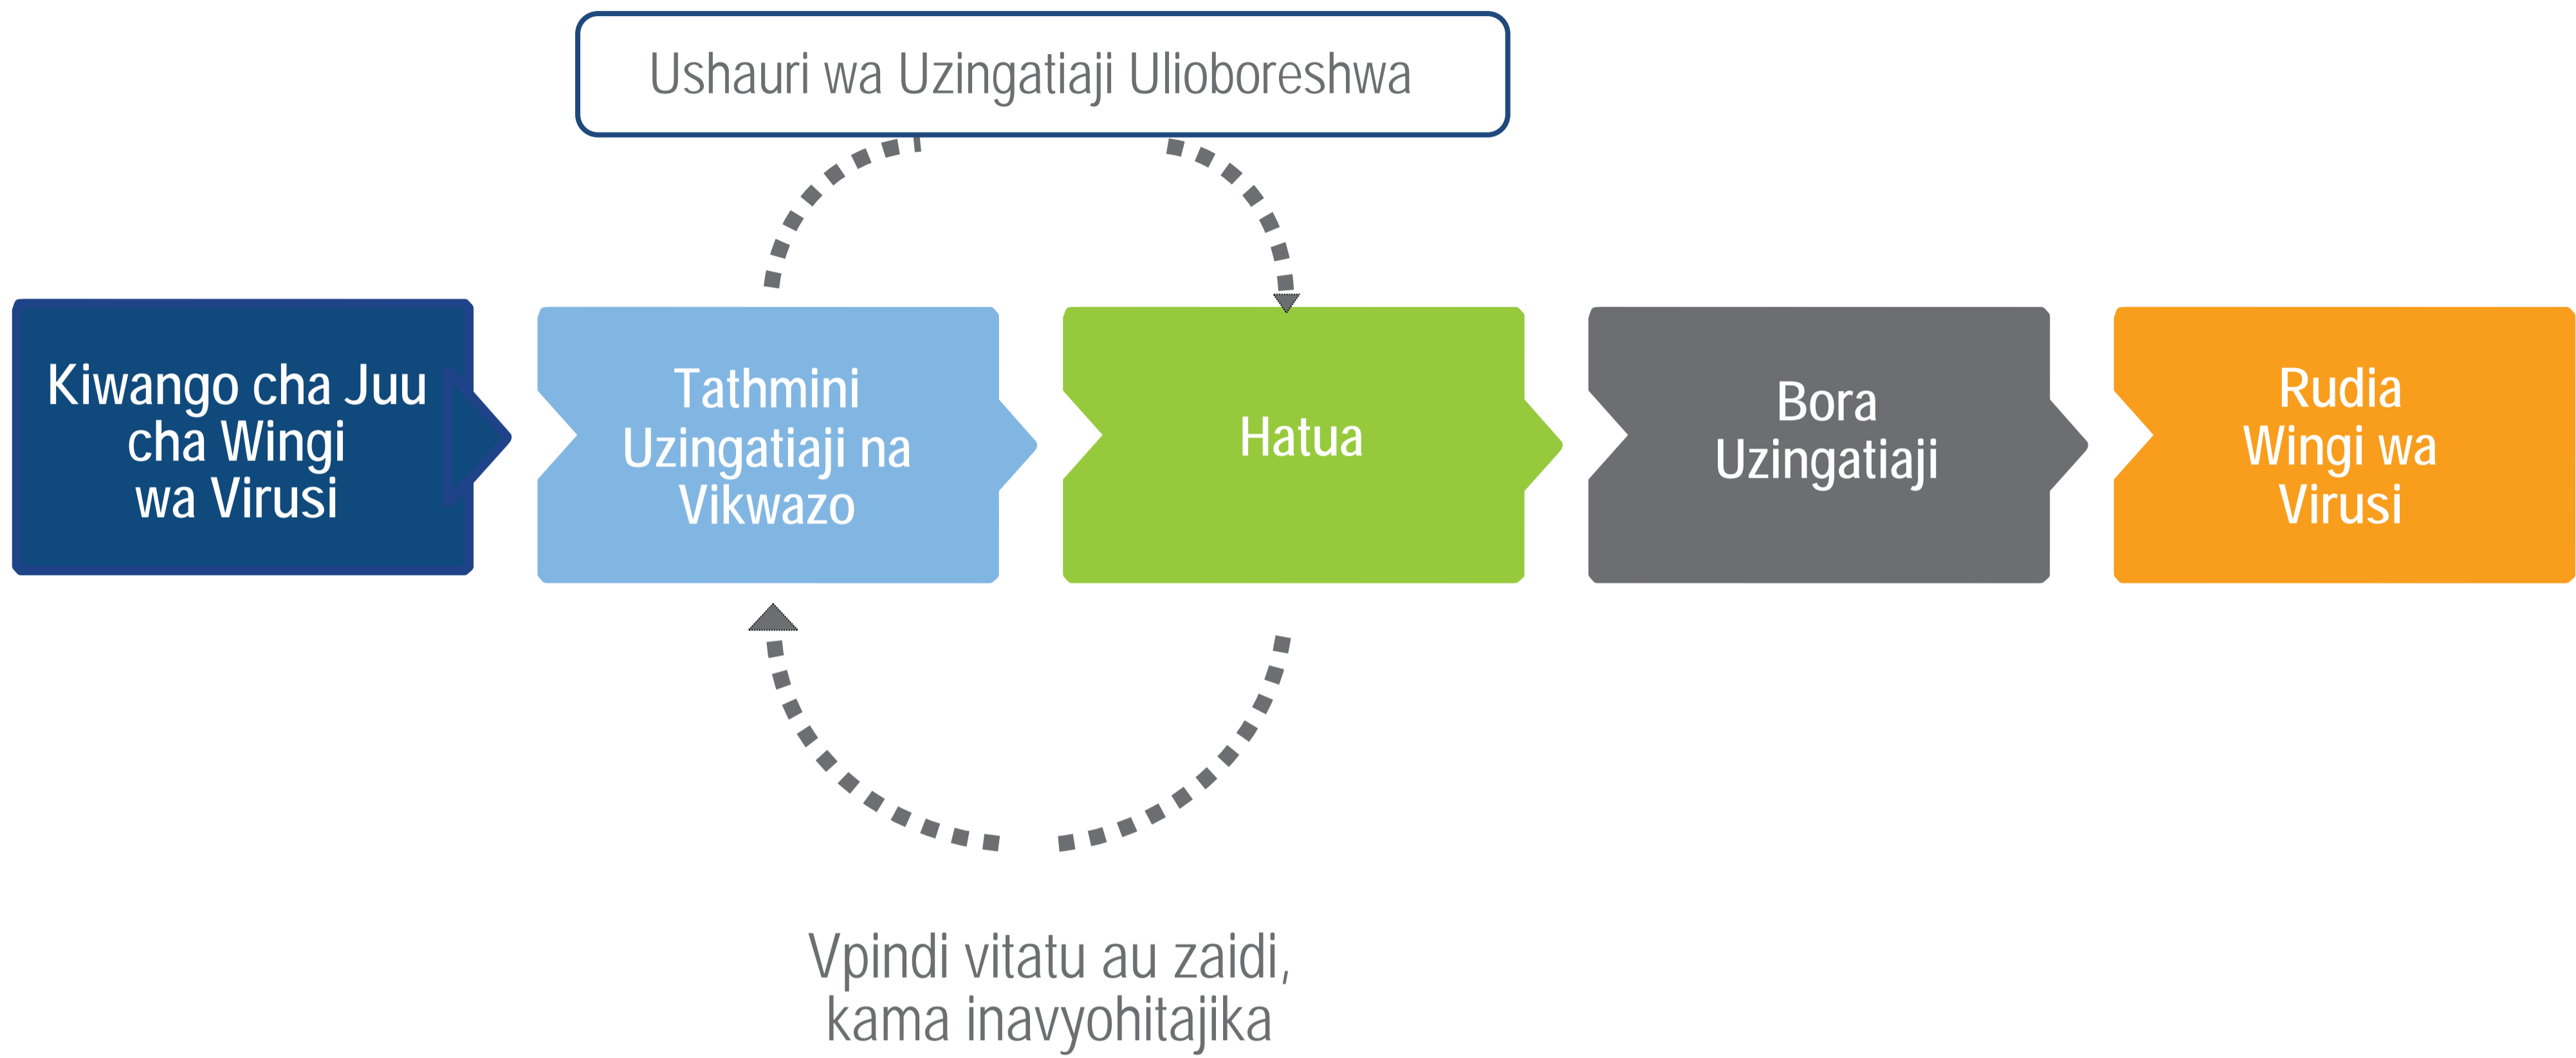 Ushauri wa Uzingatiaji Ulioboreshwa
Kiwango cha Juu
cha Wingi
wa Virusi
Tathmini
Uzingatiaji na
Vikwazo
Hatua
Bora
Uzingatiaji
Rudia
Wingi wa
Virusi
Vpindi vitatu au zaidi,
kama inavyohitajika